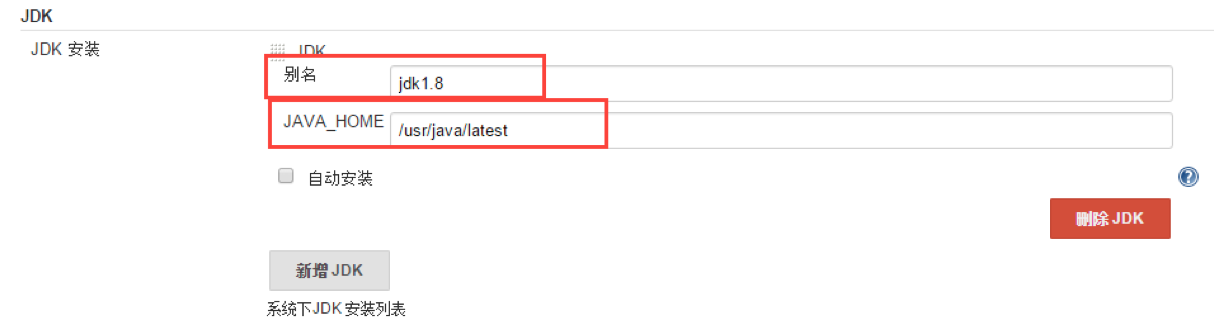 JDK
JDK 安装
JDK
别名
jdk1.8
JAVA_HOME
/usr/java/latest
自动安装
?
删除 JDK
新增 JDK
系统下JDK 安装列表